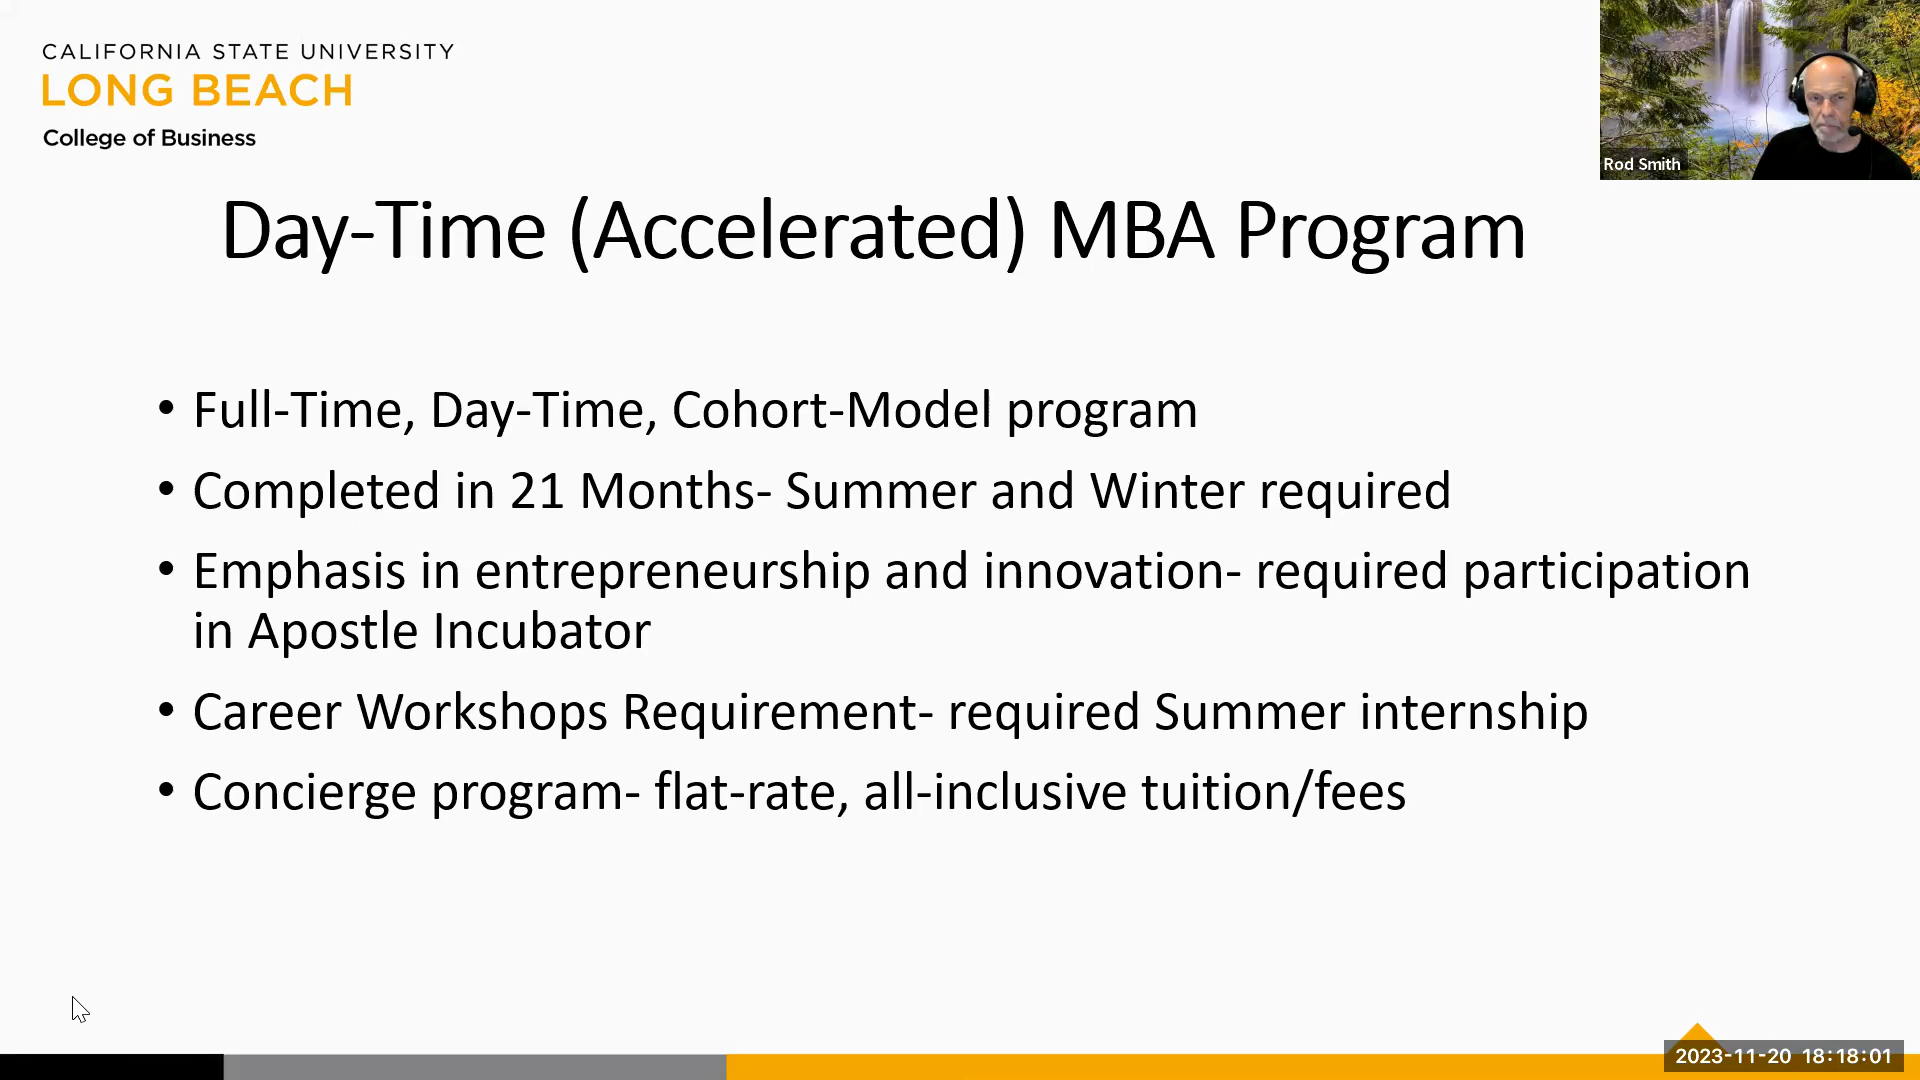 CALIFORNIA STATE UNIVERSITY
LONG BEACH
College of Business
Rod Smith
Day-Time (Accelerated) MBA Program
• Full-Time, Day-Time, Cohort-Model program
• Completed in 21 Months- Summer and Winter required
• Emphasis in entrepreneurship and innovation- required participation
in Apostle Incubator
• Career Workshops Requirement- required Summer internship
• Concierge program- flat-rate, all-inclusive tuition/fees
2023-11-20 18:18:01